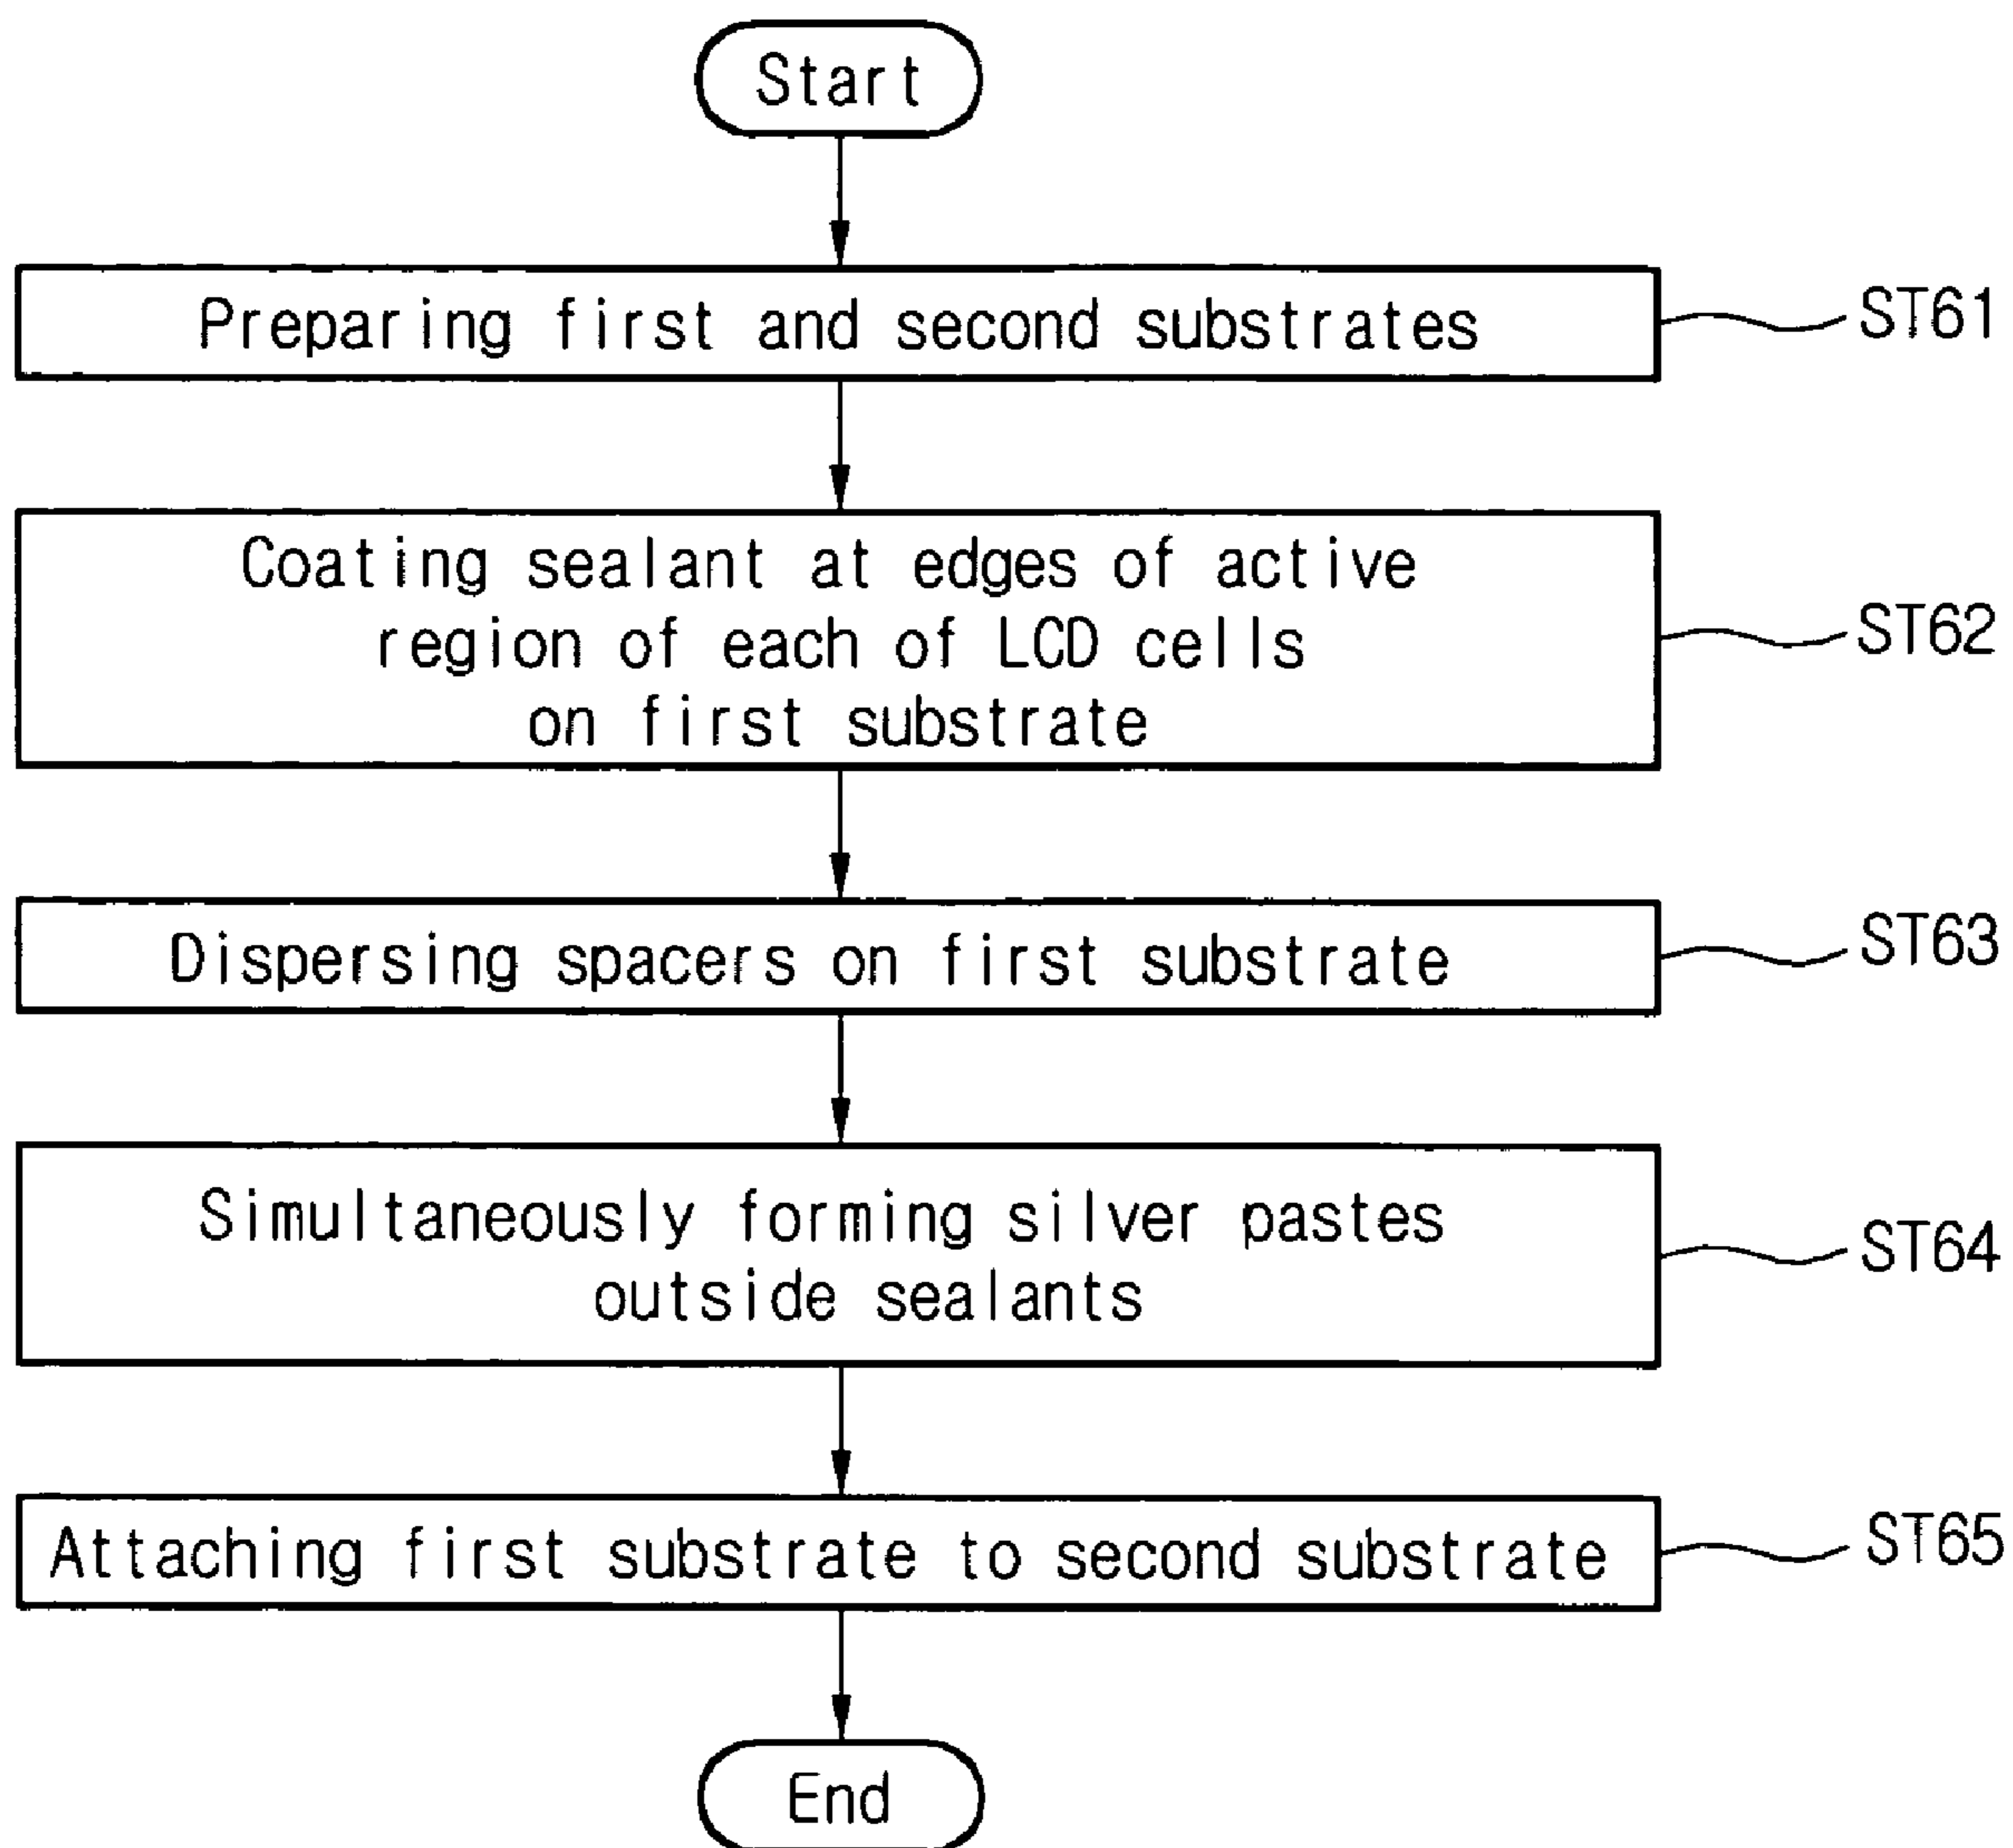 Start
Preparing first and second substrates
ST61
Coating sealant at edges of active
region of each of LCD cells
on first substrate
ST62
Dispersing spacers on first substrate
ST63
Simultaneously forming silver pastes
outside sealants
ST64
Attaching first substrate to second substrate
ST65
End